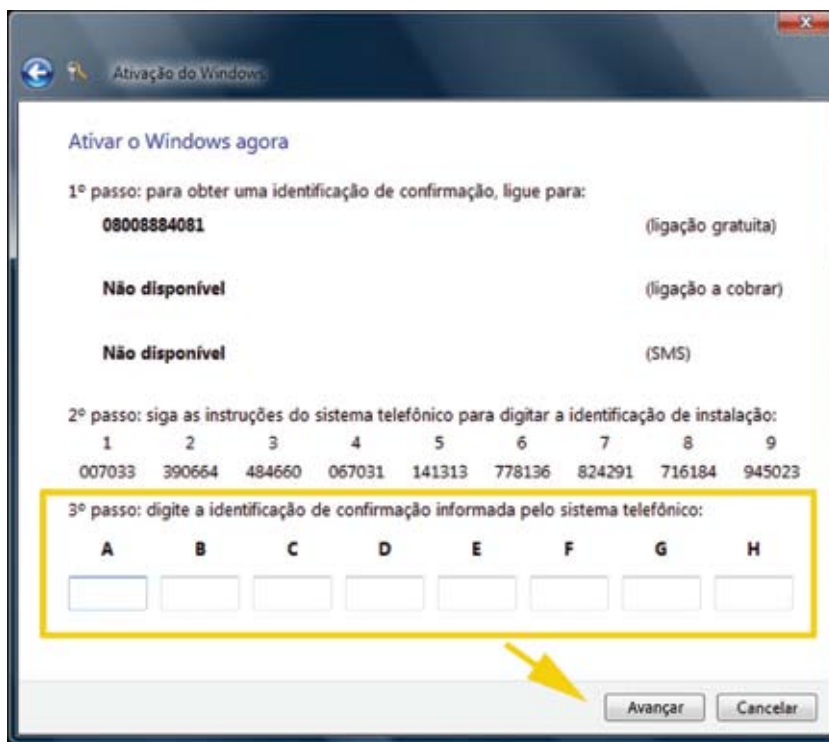 Ativação do Windows
Ativar o Windows agora
1º passo: para obter uma identificação de confirmação, ligue para:
08008884081 (ligação gratuita)
Não disponível (ligação a cobrar)
Não disponível (SMS)
2º passo: siga as instruções do sistema telefônico para digitar a identificação de instalação:
1 2 3 4 5 6 7 8 9
007033 390664 484660 067031 141313 778136 824291 716184 945023
3º passo: digite a identificação de confirmação informada pelo sistema telefônico:
A B C D E F G H
Avançar Cancelar